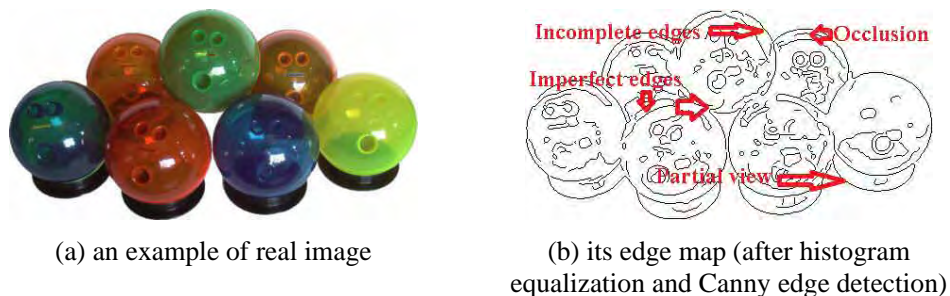 Incomplete edges
Occlusion
Imperfect edges
Partial view
(a) an example of real image
(b) its edge map (after histogram
equalization and Canny edge detection)